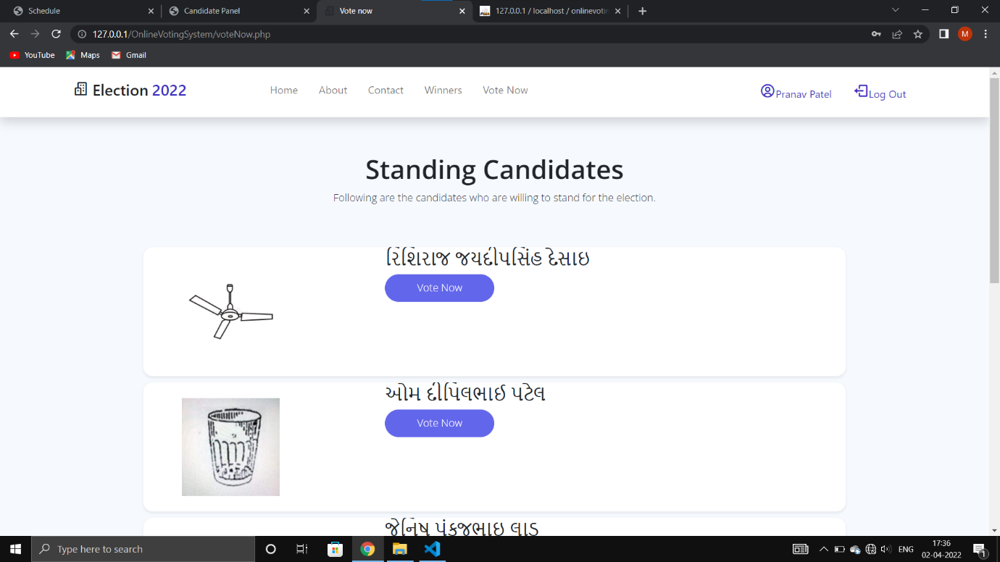 Schedule
Candidate Panel
Vote now
127.0.0.1 / localhost / onlinevotin
127.0.0.1/OnlineVotingSystem/voteNow.php
M
YouTube
Maps
Gmail
Election 2022
Home
About
Contact
Winners
Vote Now
Pranav Patel
Log Out
Standing Candidates
Following are the candidates who are willing to stand for the election.
રિશિરાજ જયદીપસિંહ દેસાઇ
Vote Now
ઓમ દીપિલભાઈ પટેલ
Vote Now
જેનિષ પંકજભાઇ લાડ
Type here to search
ENG
17:36
02-04-2022
1